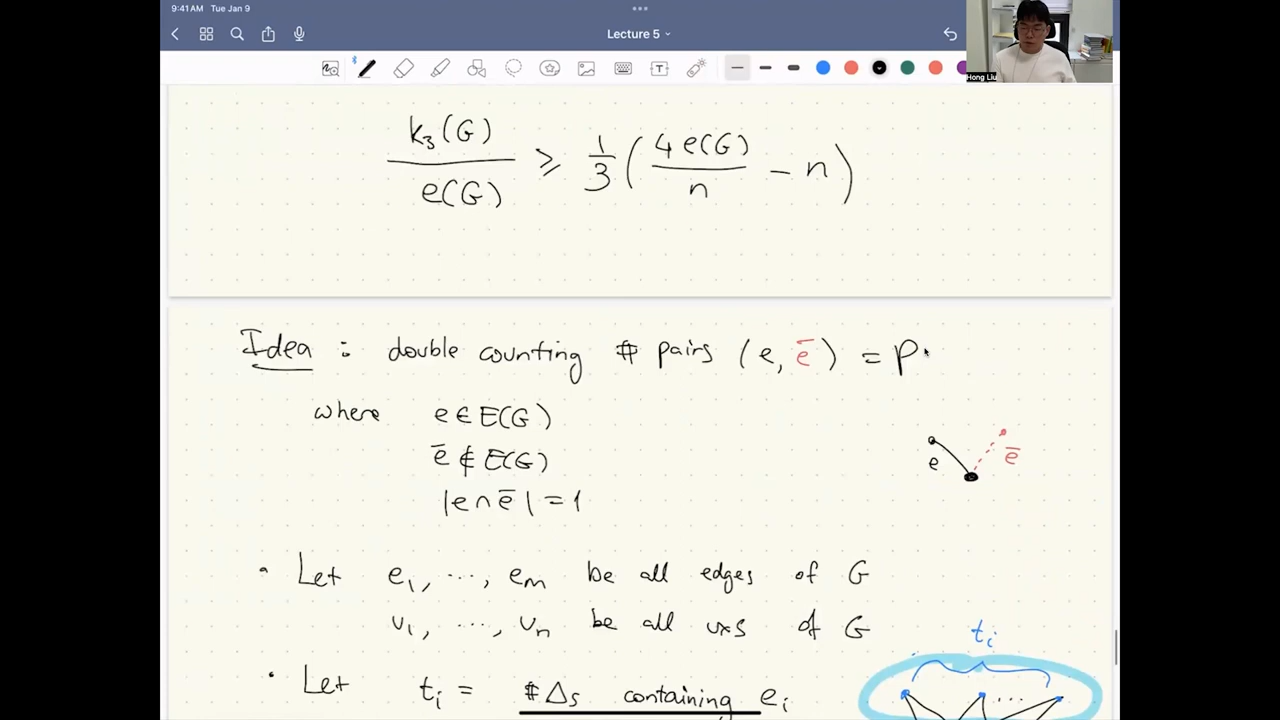 9:41 AM Tue Jan 9
Lecture 5
Hong Liu
k₃(G) / e(G) ⩾ 1/3 ( 4e(G) / n − n )
Idea : double counting # pairs (e, ē) = P
where e ∈ E(G)
ē ∉ E(G)
|e ∩ ē| = 1
e ē
• Let e₁, ..., eₘ be all edges of G
v₁, ..., vₙ be all vxs of G
tᵢ
• Let tᵢ = # Δs containing eᵢ